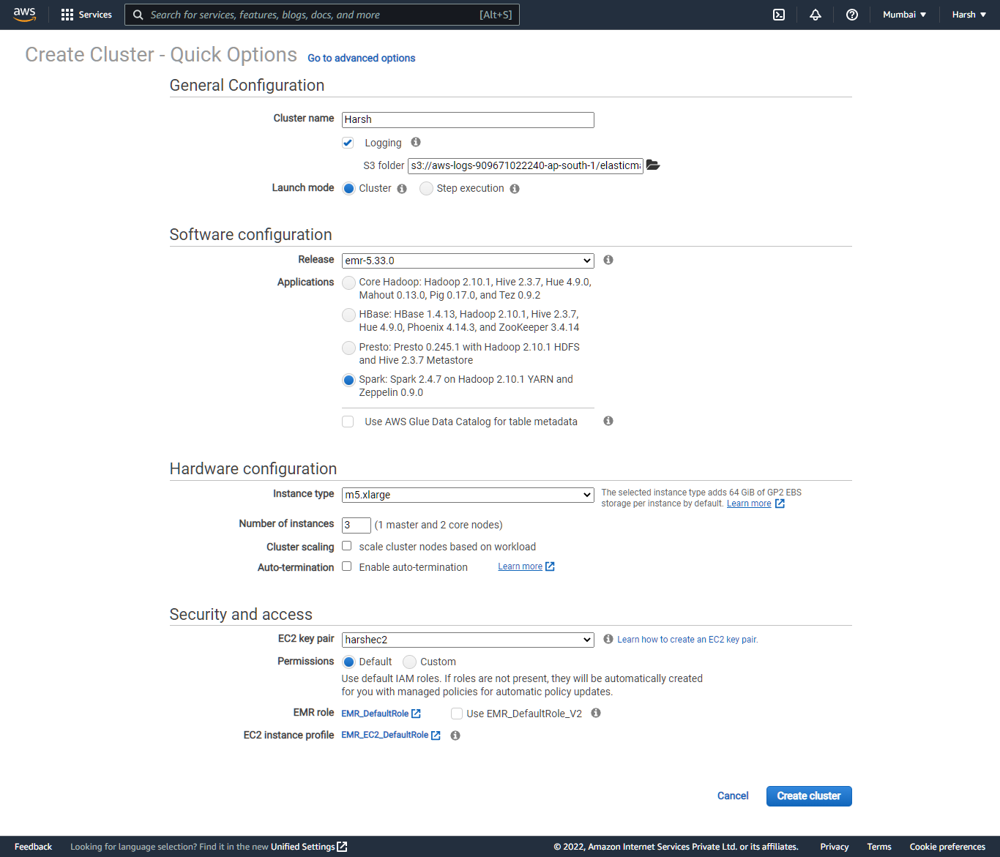 aws Services Search for services, features, blogs, docs, and more [Alt+S] Mumbai Harsh
Create Cluster - Quick Options Go to advanced options
General Configuration
Cluster name Harsh
Logging
S3 folder s3://aws-logs-909671022240-ap-south-1/elasticma
Launch mode Cluster Step execution
Software configuration
Release emr-5.33.0
Applications Core Hadoop: Hadoop 2.10.1, Hive 2.3.7, Hue 4.9.0,
Mahout 0.13.0, Pig 0.17.0, and Tez 0.9.2
HBase: HBase 1.4.13, Hadoop 2.10.1, Hive 2.3.7,
Hue 4.9.0, Phoenix 4.14.3, and ZooKeeper 3.4.14
Presto: Presto 0.245.1 with Hadoop 2.10.1 HDFS
and Hive 2.3.7 Metastore
Spark: Spark 2.4.7 on Hadoop 2.10.1 YARN and
Zeppelin 0.9.0
Use AWS Glue Data Catalog for table metadata
Hardware configuration
Instance type m5.xlarge The selected instance type adds 64 GiB of GP2 EBS
storage per instance by default. Learn more
Number of instances 3 (1 master and 2 core nodes)
Cluster scaling scale cluster nodes based on workload
Auto-termination Enable auto-termination Learn more
Security and access
EC2 key pair harshec2 Learn how to create an EC2 key pair.
Permissions Default Custom
Use default IAM roles. If roles are not present, they will be automatically created
for you with managed policies for automatic policy updates.
EMR role EMR_DefaultRole Use EMR_DefaultRole_V2
EC2 instance profile EMR_EC2_DefaultRole
Cancel Create cluster
Feedback Looking for language selection? Find it in the new Unified Settings © 2022, Amazon Internet Services Private Ltd. or its affiliates. Privacy Terms Cookie preferences